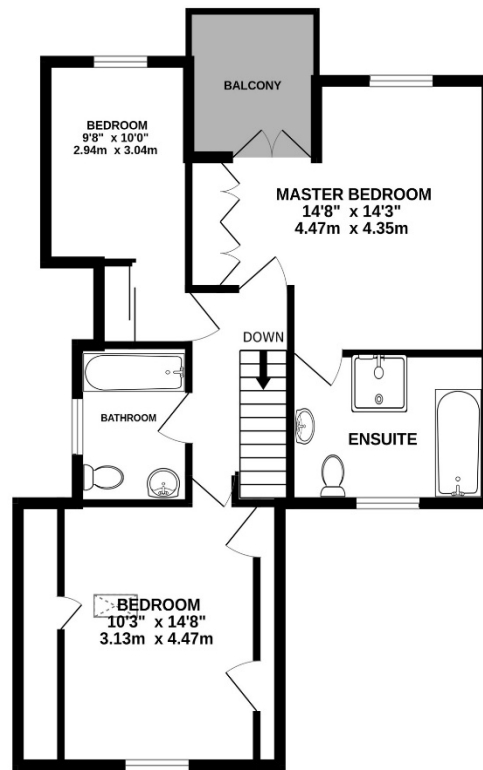 BALCONY
BEDROOM
9'8" x 10'0"
2.94m x 3.04m
MASTER BEDROOM
14'8" x 14'3"
4.47m x 4.35m
DOWN
BATHROOM
ENSUITE
BEDROOM
10'3" x 14'8"
3.13m x 4.47m